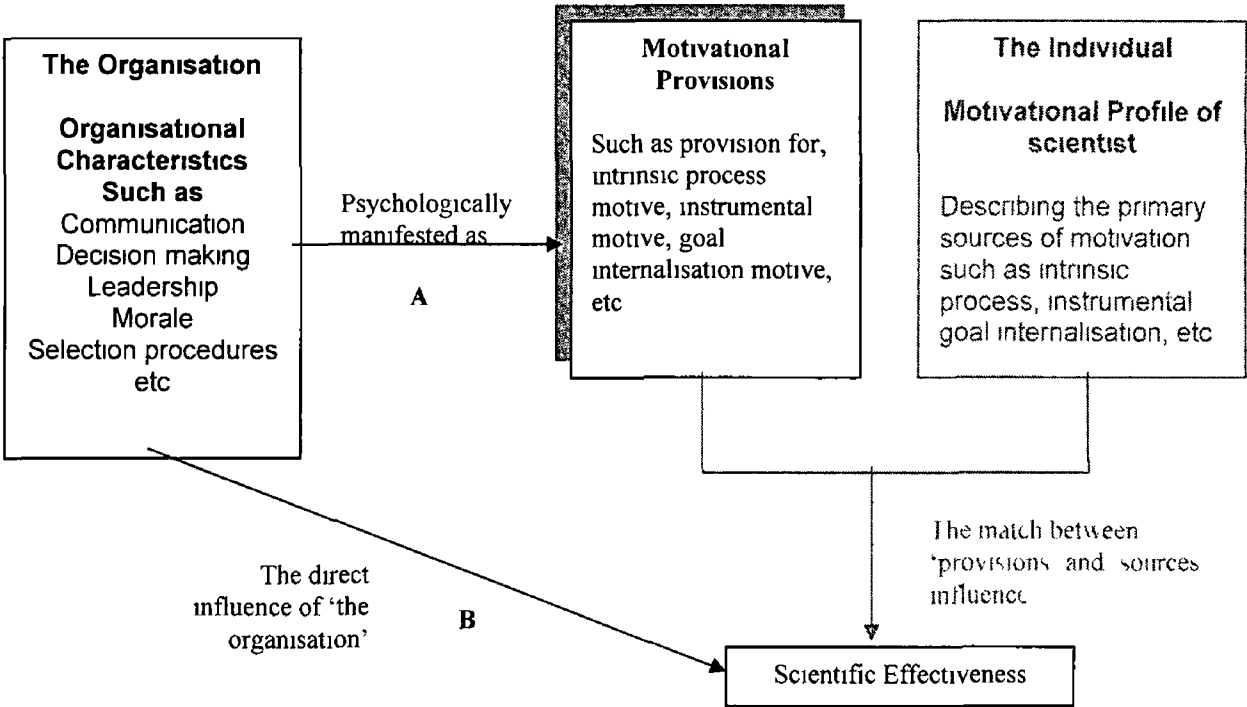 The Organisation
Organisational
Characteristics
Such as
Communication
Decision making
Leadership
Morale
Selection procedures
etc
Psychologically
manifested as
A
Motivational
Provisions
Such as provision for,
intrinsic process
motive, instrumental
motive, goal
internalisation motive,
etc
The Individual
Motivational Profile of
scientist
Describing the primary
sources of motivation
such as intrinsic
process, instrumental
goal internalisation, etc
The direct
influence of ‘the
organisation’
B
The match between
‘provisions and sources
influence
Scientific Effectiveness